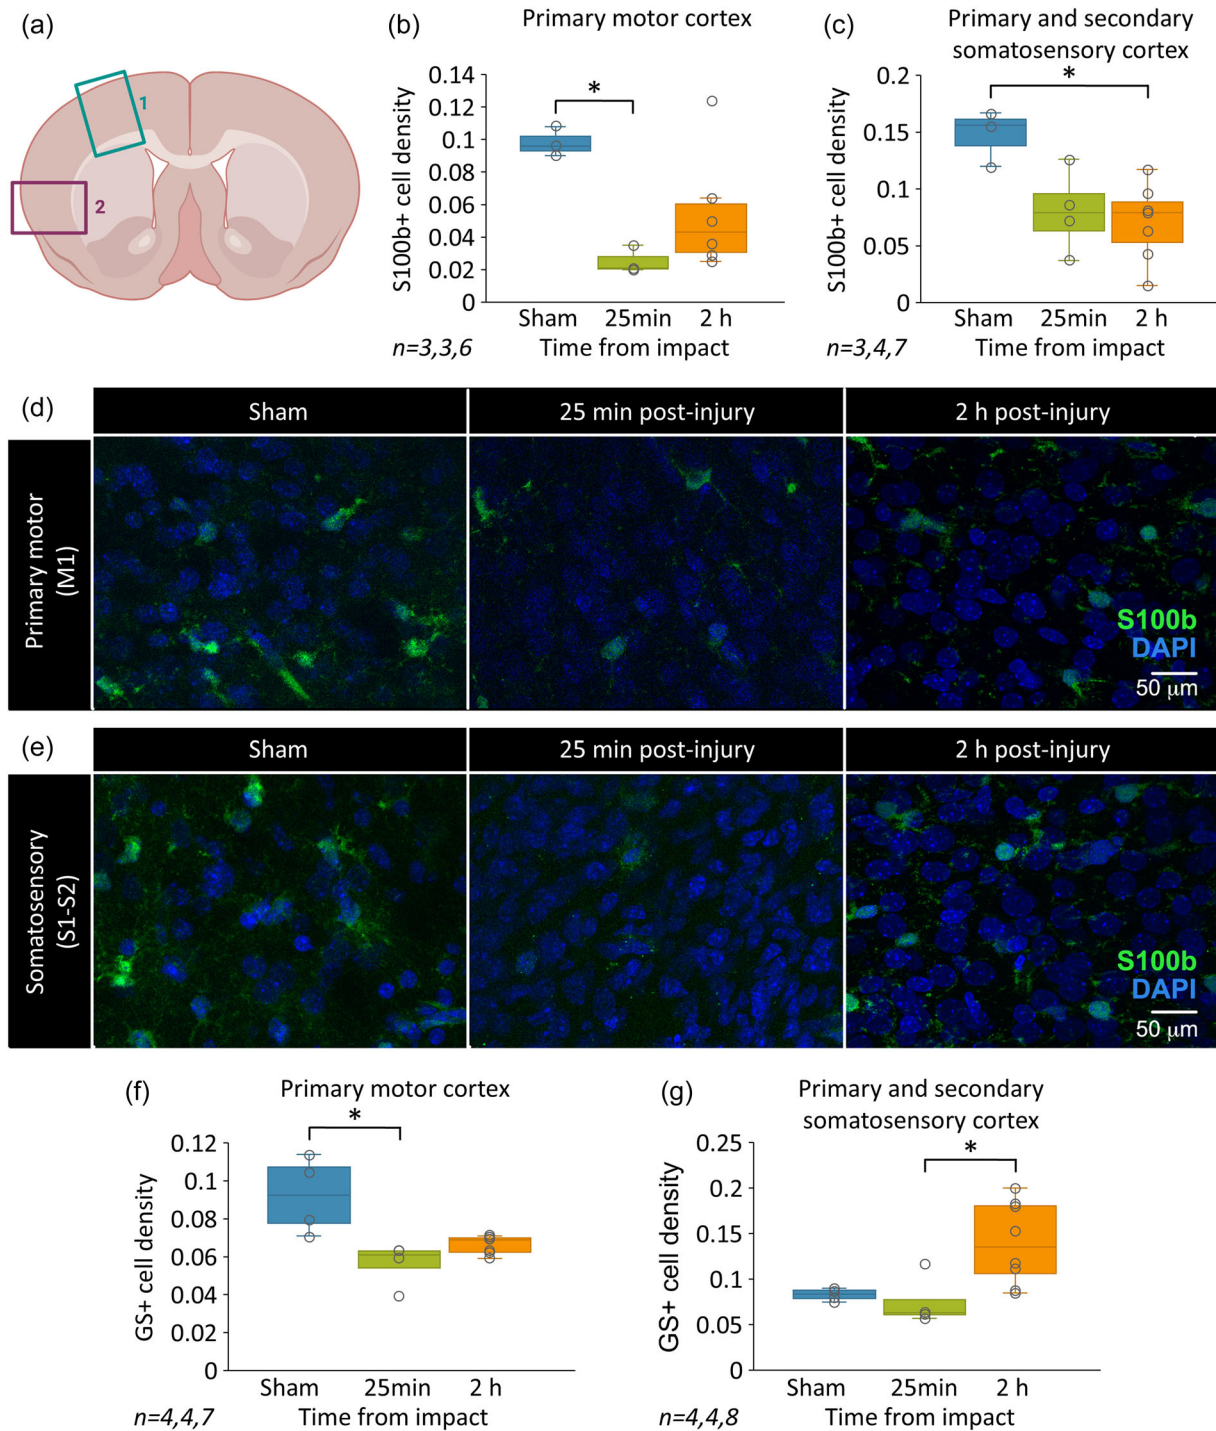 (a)
1
2
(b)
Primary motor cortex
S100b+ cell density
0.14
0.12
0.1
0.08
0.06
0.04
0.02
0
*
Sham 25min 2 h
n=3,3,6 Time from impact
(c)
Primary and secondary
somatosensory cortex
S100b+ cell density
0.2
0.15
0.1
0.05
0
*
Sham 25min 2 h
n=3,4,7 Time from impact
(d)
Sham 25 min post-injury 2 h post-injury
Primary motor
(M1)
S100b
DAPI
50 μm
(e)
Sham 25 min post-injury 2 h post-injury
Somatosensory
(S1-S2)
S100b
DAPI
50 μm
(f)
Primary motor cortex
GS+ cell density
0.12
0.1
0.08
0.06
0.04
0.02
0
*
Sham 25min 2 h
n=4,4,7 Time from impact
(g)
Primary and secondary
somatosensory cortex
GS+ cell density
0.25
0.2
0.15
0.1
0.05
0
*
Sham 25min 2 h
n=4,4,8 Time from impact